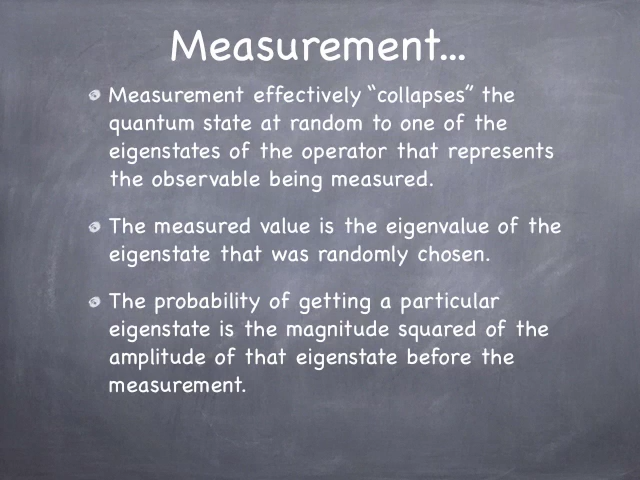 Measurement...
Measurement effectively “collapses” the
quantum state at random to one of the
eigenstates of the operator that represents
the observable being measured.
The measured value is the eigenvalue of the
eigenstate that was randomly chosen.
The probability of getting a particular
eigenstate is the magnitude squared of the
amplitude of that eigenstate before the
measurement.